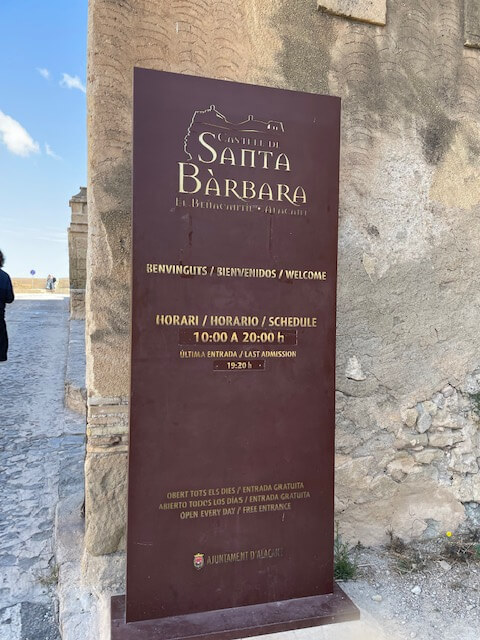 CASTELL DE
SANTA
BÀRBARA
EL BENACANTIL • ALACANT
BENVINGUTS / BIENVENIDOS / WELCOME
HORARI / HORARIO / SCHEDULE
10:00 A 20:00 h
ÚLTIMA ENTRADA / LAST ADMISSION
19:20 h
OBERT TOTS ELS DIES / ENTRADA GRATUITA
ABIERTO TODOS LOS DÍAS / ENTRADA GRATUITA
OPEN EVERY DAY / FREE ENTRANCE
AJUNTAMENT D'ALACANT